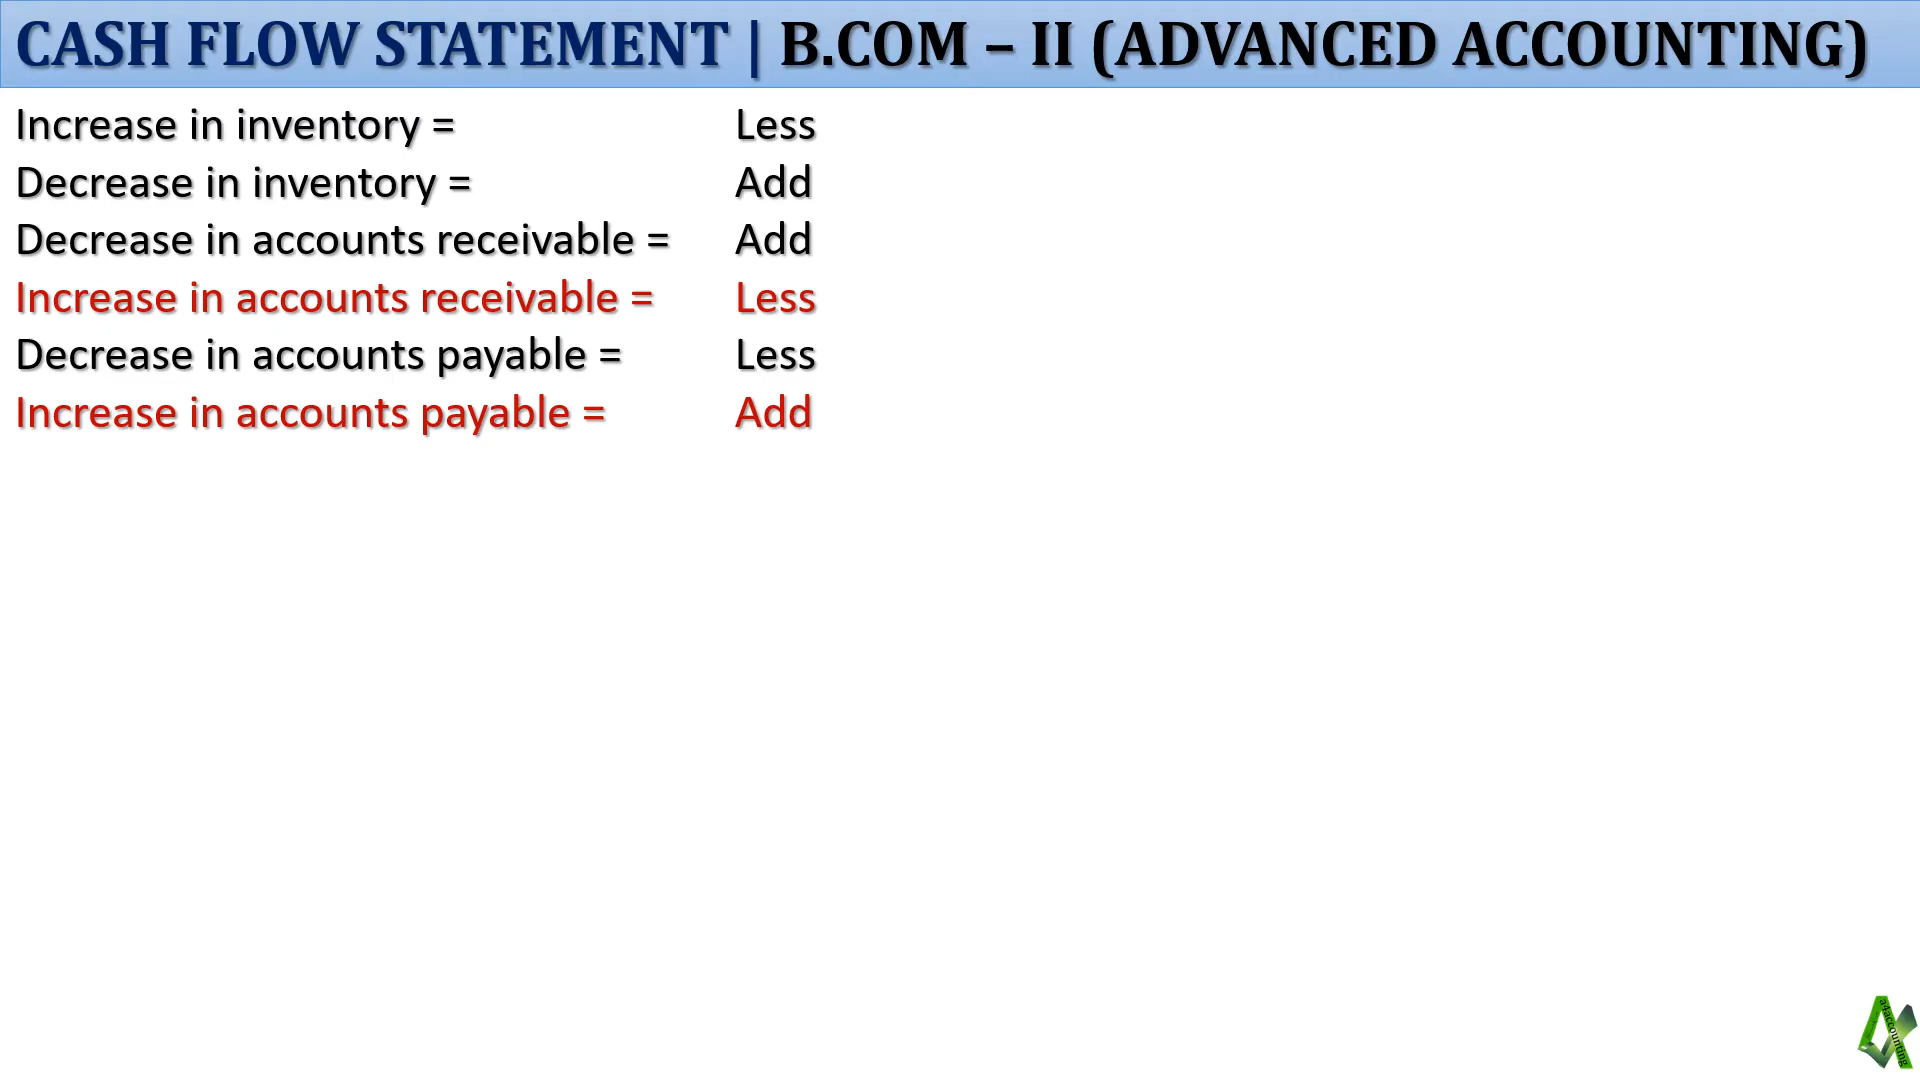 CASH FLOW STATEMENT | B.COM – II (ADVANCED ACCOUNTING)
Increase in inventory = Less
Decrease in inventory = Add
Decrease in accounts receivable = Add
Increase in accounts receivable = Less
Decrease in accounts payable = Less
Increase in accounts payable = Add
a4accounting